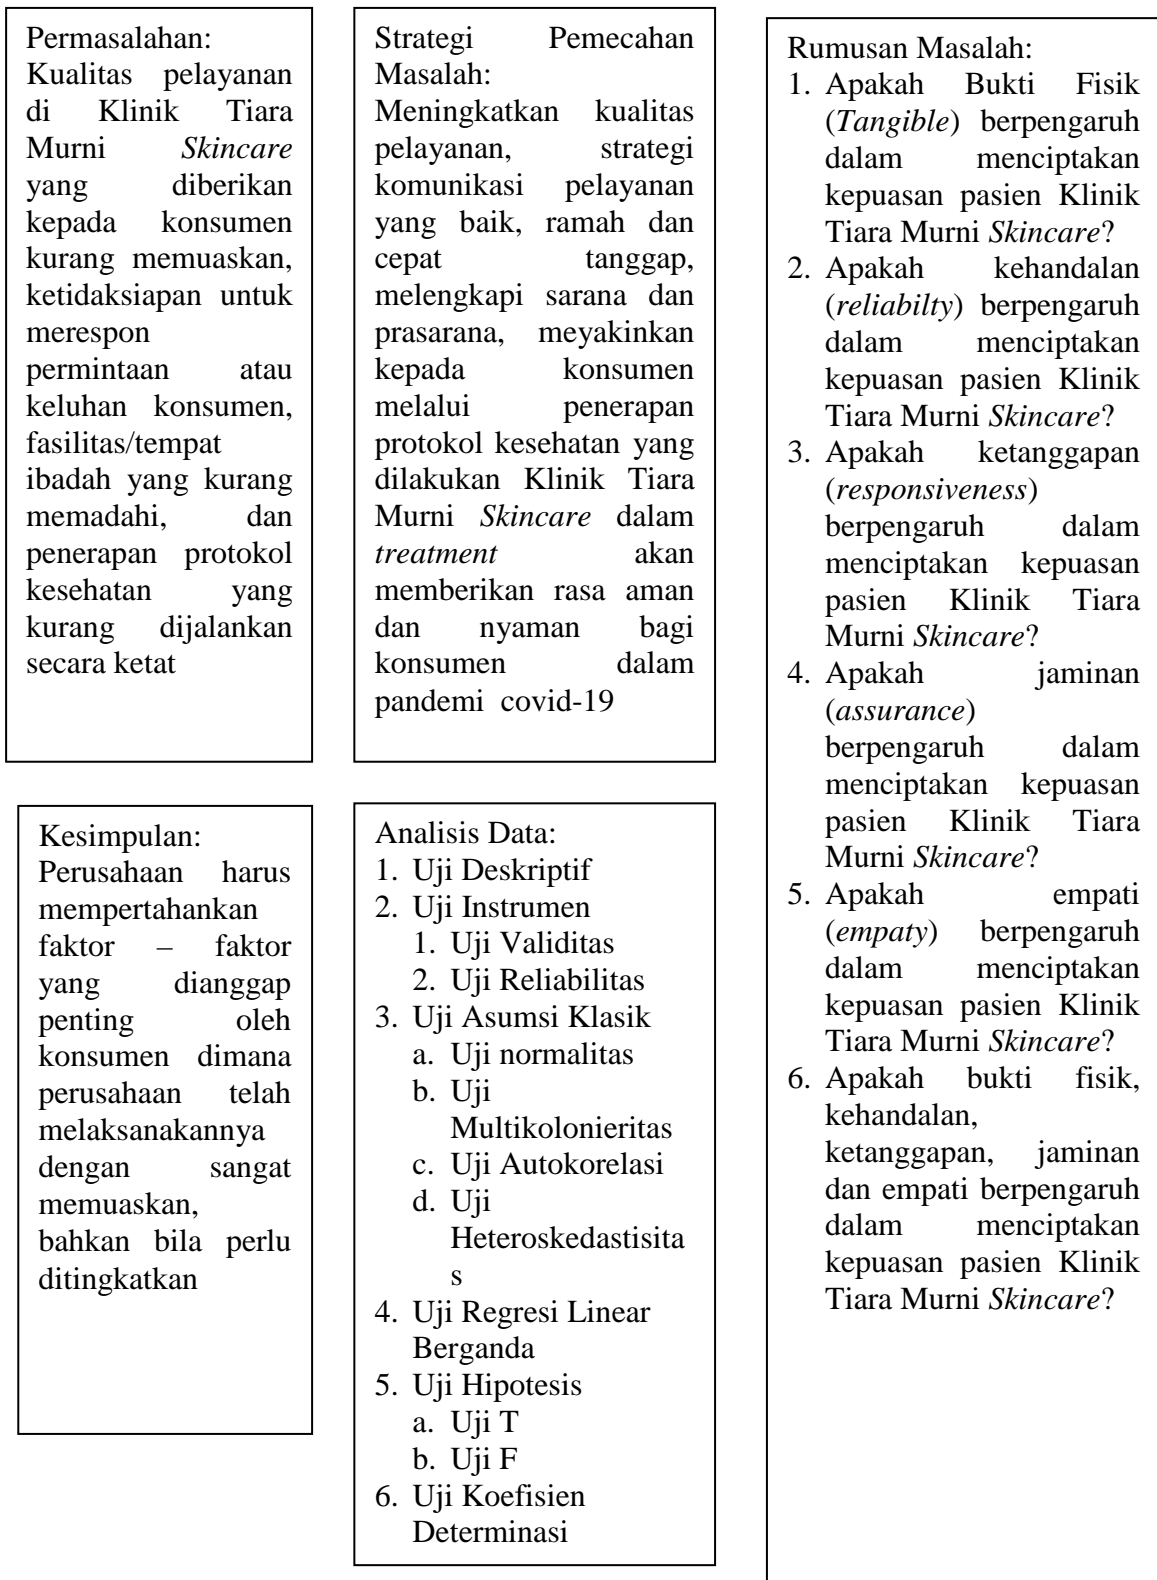 Permasalahan:
Kualitas pelayanan
di Klinik Tiara
Murni Skincare
yang diberikan
kepada konsumen
kurang memuaskan,
ketidaksiapan untuk
merespon
permintaan atau
keluhan konsumen,
fasilitas/tempat
ibadah yang kurang
memadahi, dan
penerapan protokol
kesehatan yang
kurang dijalankan
secara ketat
Strategi Pemecahan
Masalah:
Meningkatkan kualitas
pelayanan, strategi
komunikasi pelayanan
yang baik, ramah dan
cepat tanggap,
melengkapi sarana dan
prasarana, meyakinkan
kepada konsumen
melalui penerapan
protokol kesehatan yang
dilakukan Klinik Tiara
Murni Skincare dalam
treatment akan
memberikan rasa aman
dan nyaman bagi
konsumen dalam
pandemi covid-19
Rumusan Masalah:
1. Apakah Bukti Fisik
(Tangible) berpengaruh
dalam menciptakan
kepuasan pasien Klinik
Tiara Murni Skincare?
2. Apakah kehandalan
(reliabilty) berpengaruh
dalam menciptakan
kepuasan pasien Klinik
Tiara Murni Skincare?
3. Apakah ketanggapan
(responsiveness)
berpengaruh dalam
menciptakan kepuasan
pasien Klinik Tiara
Murni Skincare?
4. Apakah jaminan
(assurance)
berpengaruh dalam
menciptakan kepuasan
pasien Klinik Tiara
Murni Skincare?
5. Apakah empati
(empaty) berpengaruh
dalam menciptakan
kepuasan pasien Klinik
Tiara Murni Skincare?
6. Apakah bukti fisik,
kehandalan,
ketanggapan, jaminan
dan empati berpengaruh
dalam menciptakan
kepuasan pasien Klinik
Tiara Murni Skincare?
Kesimpulan:
Perusahaan harus
mempertahankan
faktor – faktor
yang dianggap
penting oleh
konsumen dimana
perusahaan telah
melaksanakannya
dengan sangat
memuaskan,
bahkan bila perlu
ditingkatkan
Analisis Data:
1. Uji Deskriptif
2. Uji Instrumen
1. Uji Validitas
2. Uji Reliabilitas
3. Uji Asumsi Klasik
a. Uji normalitas
b. Uji
Multikolonieritas
c. Uji Autokorelasi
d. Uji
Heteroskedastisita
s
4. Uji Regresi Linear
Berganda
5. Uji Hipotesis
a. Uji T
b. Uji F
6. Uji Koefisien
Determinasi